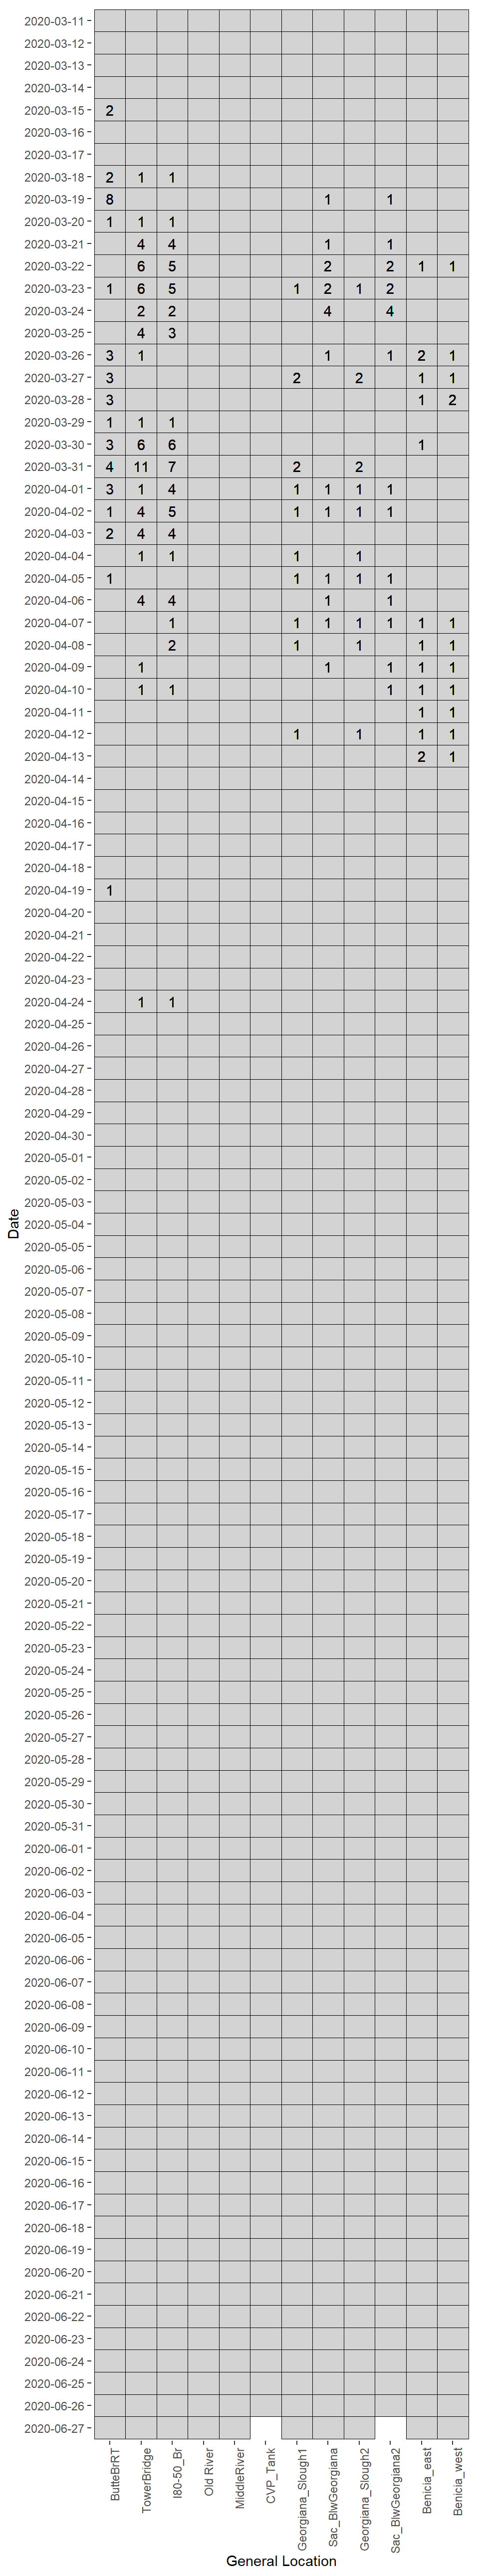 2020-03-11
2020-03-12
2020-03-13
2020-03-14
2020-03-15 2
2020-03-16
2020-03-17
2020-03-18 2 1 1
2020-03-19 8 1 1
2020-03-20 1 1 1
2020-03-21 4 4 1 1
2020-03-22 6 5 2 2 1 1
2020-03-23 1 6 5 1 2 1 2
2020-03-24 2 2 4 4
2020-03-25 4 3
2020-03-26 3 1 1 1 2 1
2020-03-27 3 2 2 1 1
2020-03-28 3 1 2
2020-03-29 1 1 1
2020-03-30 3 6 6 1
2020-03-31 4 11 7 2 2
2020-04-01 3 1 4 1 1 1 1
2020-04-02 1 4 5 1 1 1 1
2020-04-03 2 4 4
2020-04-04 1 1 1 1
2020-04-05 1 1 1 1 1
2020-04-06 4 4 1 1
2020-04-07 1 1 1 1 1 1 1
2020-04-08 2 1 1 1 1
2020-04-09 1 1 1 1 1
2020-04-10 1 1 1 1 1
2020-04-11 1 1
2020-04-12 1 1 1 1
2020-04-13 2 1
2020-04-14
2020-04-15
2020-04-16
2020-04-17
2020-04-18
2020-04-19 1
2020-04-20
2020-04-21
2020-04-22
2020-04-23
2020-04-24 1 1
2020-04-25
2020-04-26
2020-04-27
2020-04-28
2020-04-29
2020-04-30
2020-05-01
2020-05-02
2020-05-03
2020-05-04
2020-05-05
2020-05-06
2020-05-07
2020-05-08
2020-05-09
2020-05-10
2020-05-11
2020-05-12
2020-05-13
2020-05-14
2020-05-15
2020-05-16
2020-05-17
2020-05-18
2020-05-19
2020-05-20
2020-05-21
2020-05-22
2020-05-23
2020-05-24
2020-05-25
2020-05-26
2020-05-27
2020-05-28
2020-05-29
2020-05-30
2020-05-31
2020-06-01
2020-06-02
2020-06-03
2020-06-04
2020-06-05
2020-06-06
2020-06-07
2020-06-08
2020-06-09
2020-06-10
2020-06-11
2020-06-12
2020-06-13
2020-06-14
2020-06-15
2020-06-16
2020-06-17
2020-06-18
2020-06-19
2020-06-20
2020-06-21
2020-06-22
2020-06-23
2020-06-24
2020-06-25
2020-06-26
2020-06-27
Date
ButteBrRT
TowerBridge
I80-50_Br
Old River
MiddleRiver
CVP_Tank
Georgiana_Slough1
Sac_BlwGeorgiana
Georgiana_Slough2
Sac_BlwGeorgiana2
Benicia_east
Benicia_west
General Location